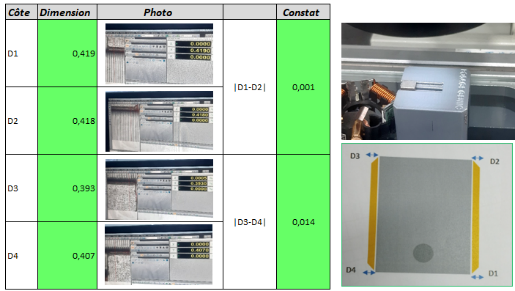 Côte Dimension Photo Constat
D1 0,419
|D1-D2| 0,001
D2 0,418
D3 0,393
|D3-D4| 0,014
D4 0,407
D3 D2
D4 D1